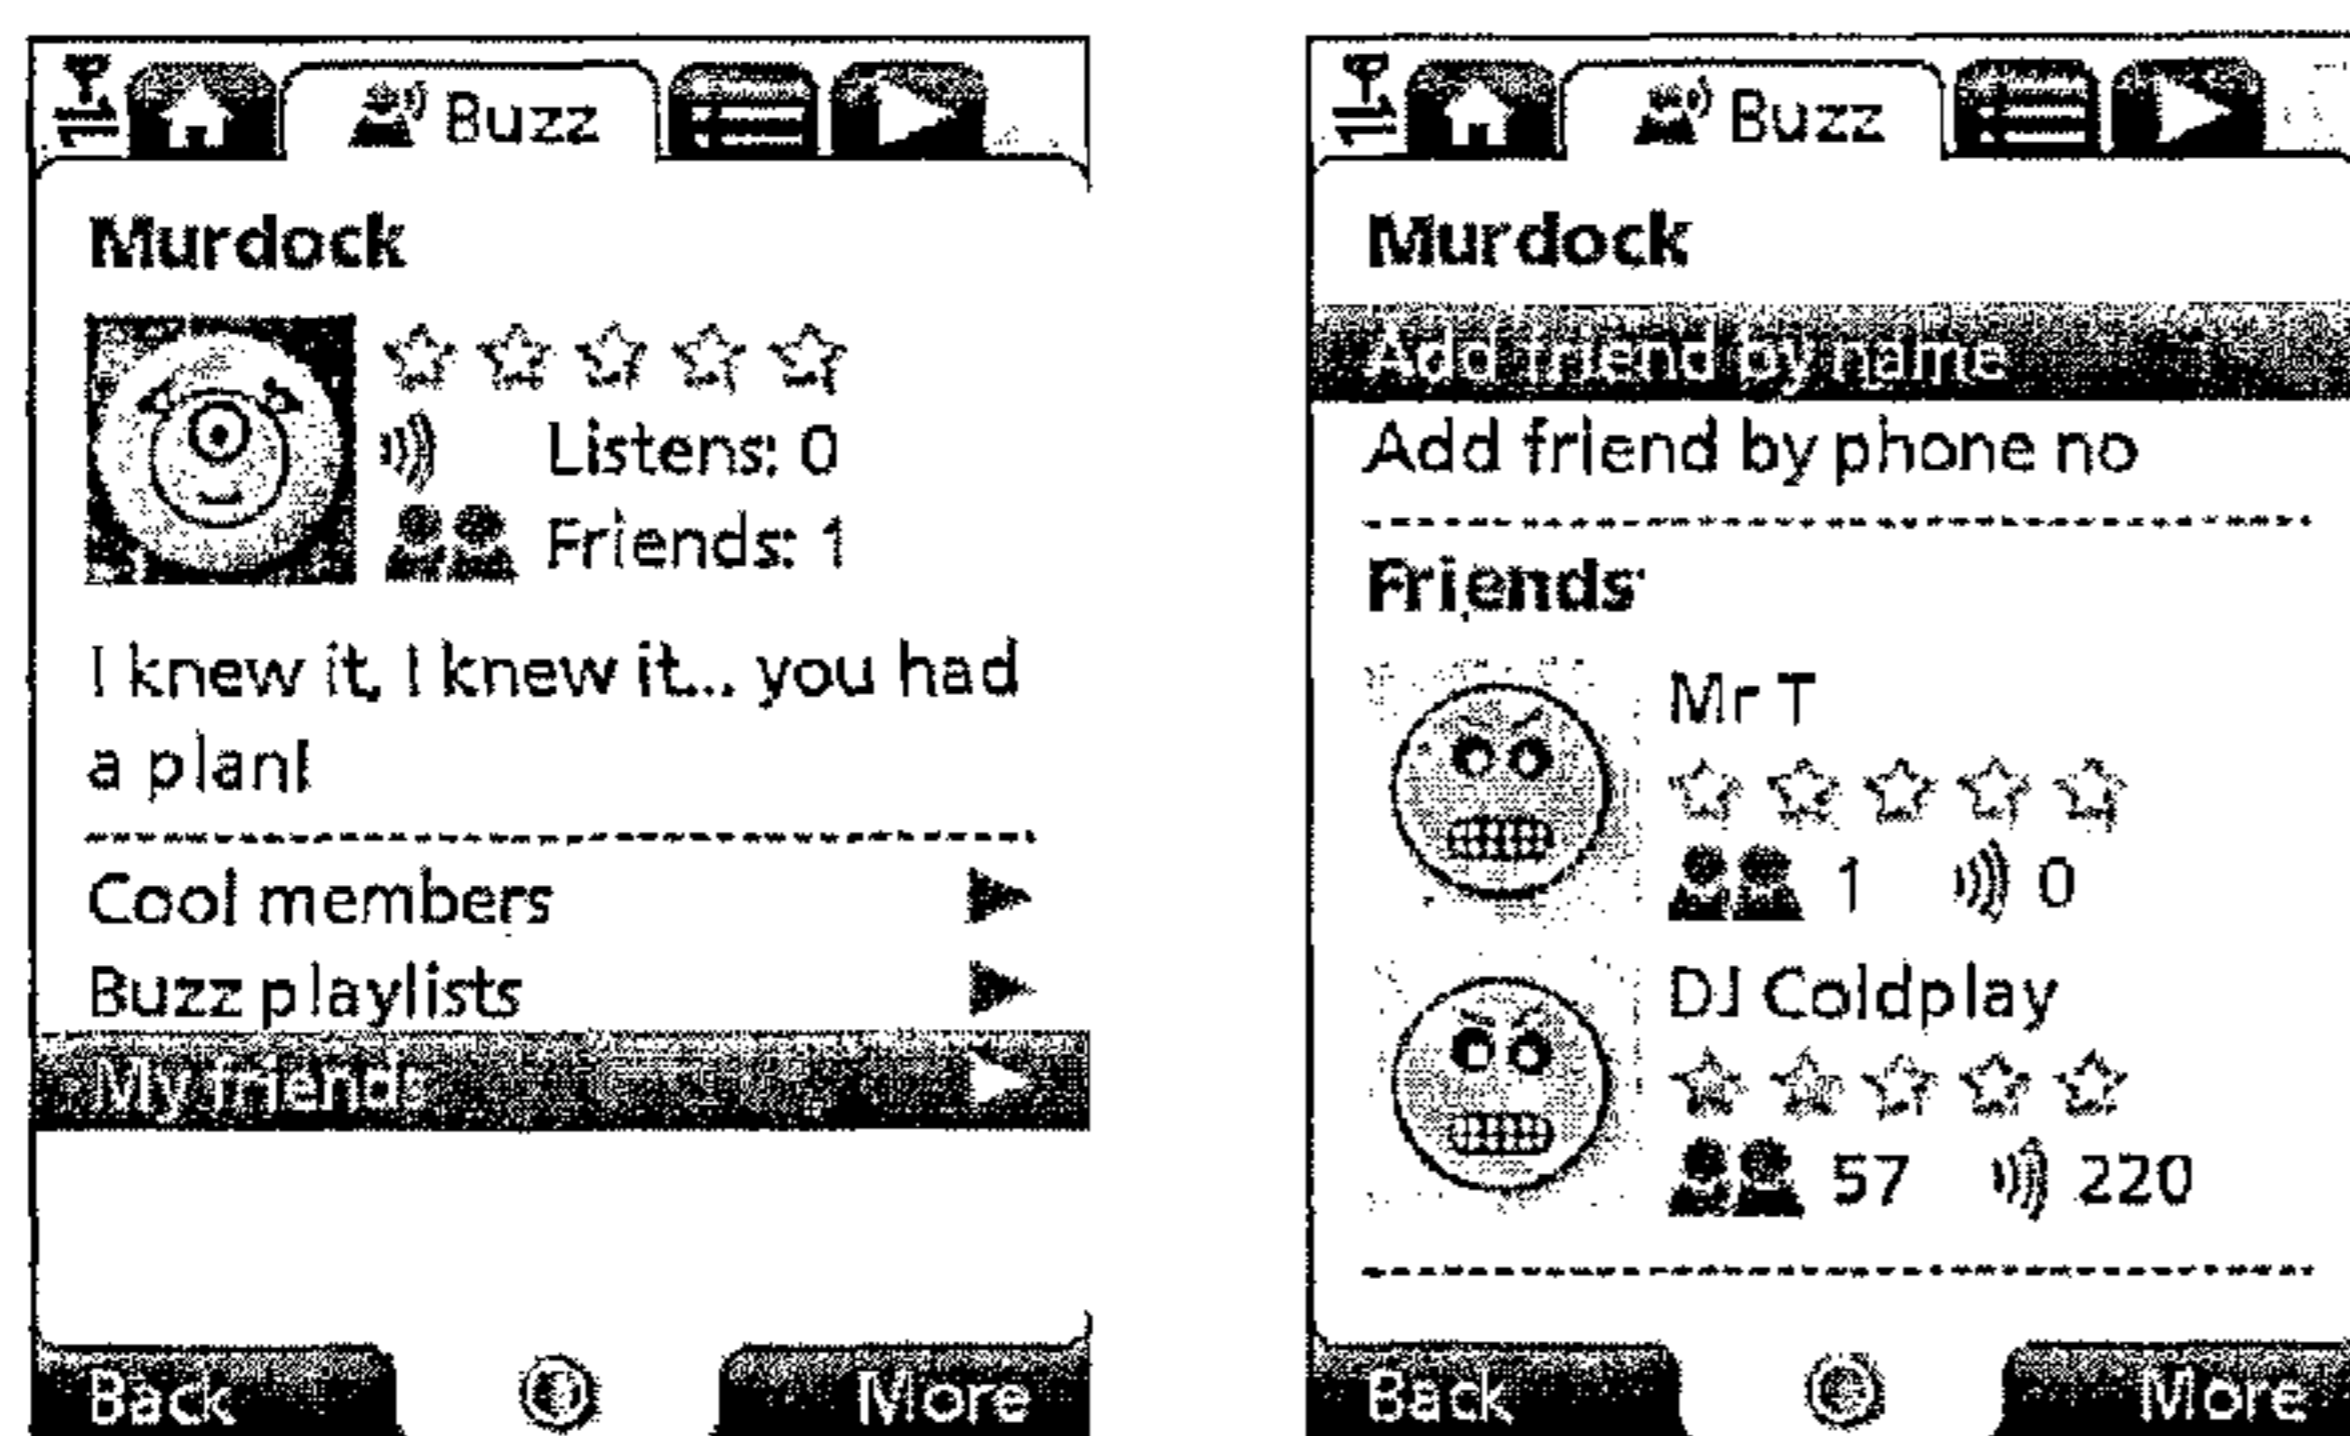 Buzz
Murdock
Listens: 0
Friends: 1
I knew it, I knew it... you had
a plan!
Cool members
Buzz playlists
My friends
Back
More
Buzz
Murdock
Add friend by name
Add friend by phone no
Friends
Mr T
1 0
DJ Coldplay
57 220
Back
More